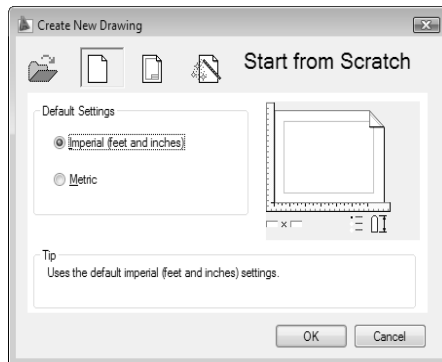 Create New Drawing
Start from Scratch
Default Settings
Imperial (feet and inches)
Metric
Tip
Uses the default imperial (feet and inches) settings.
OK
Cancel